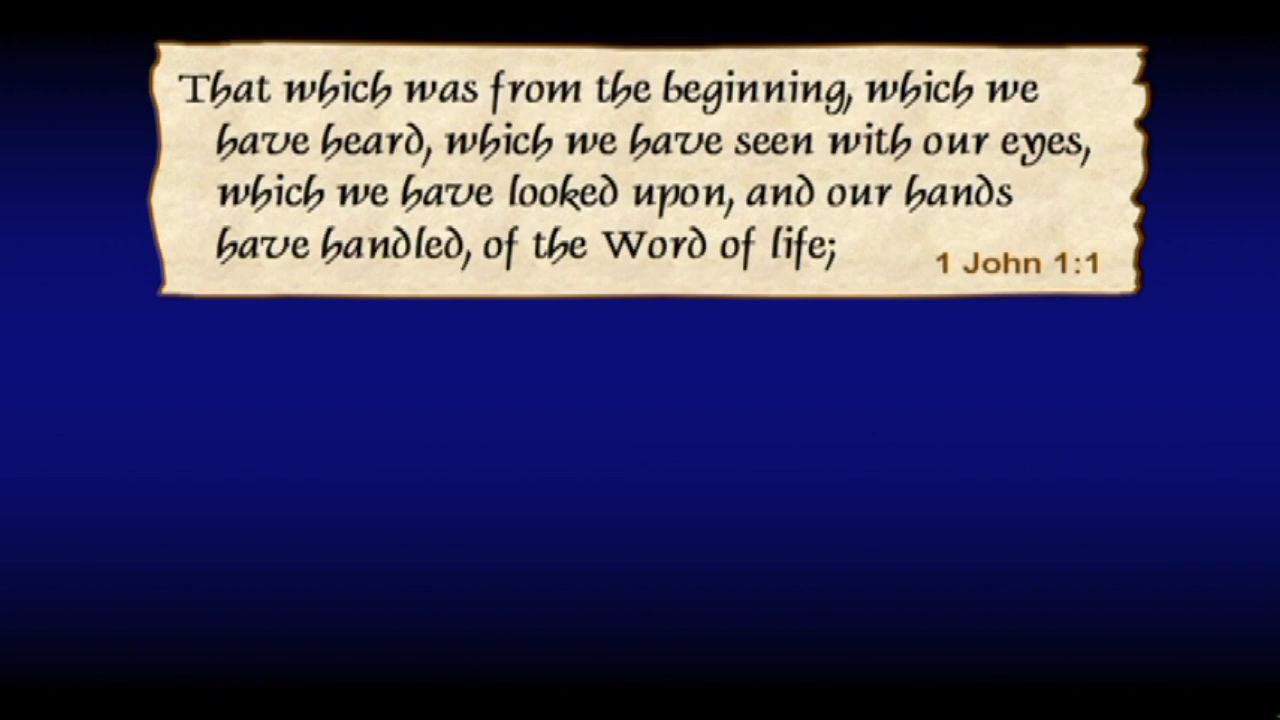 That which was from the beginning, which we
have heard, which we have seen with our eyes,
which we have looked upon, and our hands
have handled, of the Word of life;
1 John 1:1